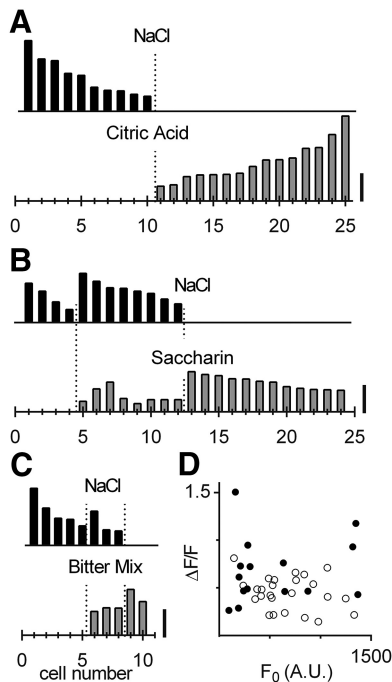 A
NaCl
Citric Acid
0 5 10 15 20 25
B
NaCl
Saccharin
0 5 10 15 20 25
C
NaCl
Bitter Mix
0 5 10
cell number
D
1.5
ΔF/F
1500
F0 (A.U.)